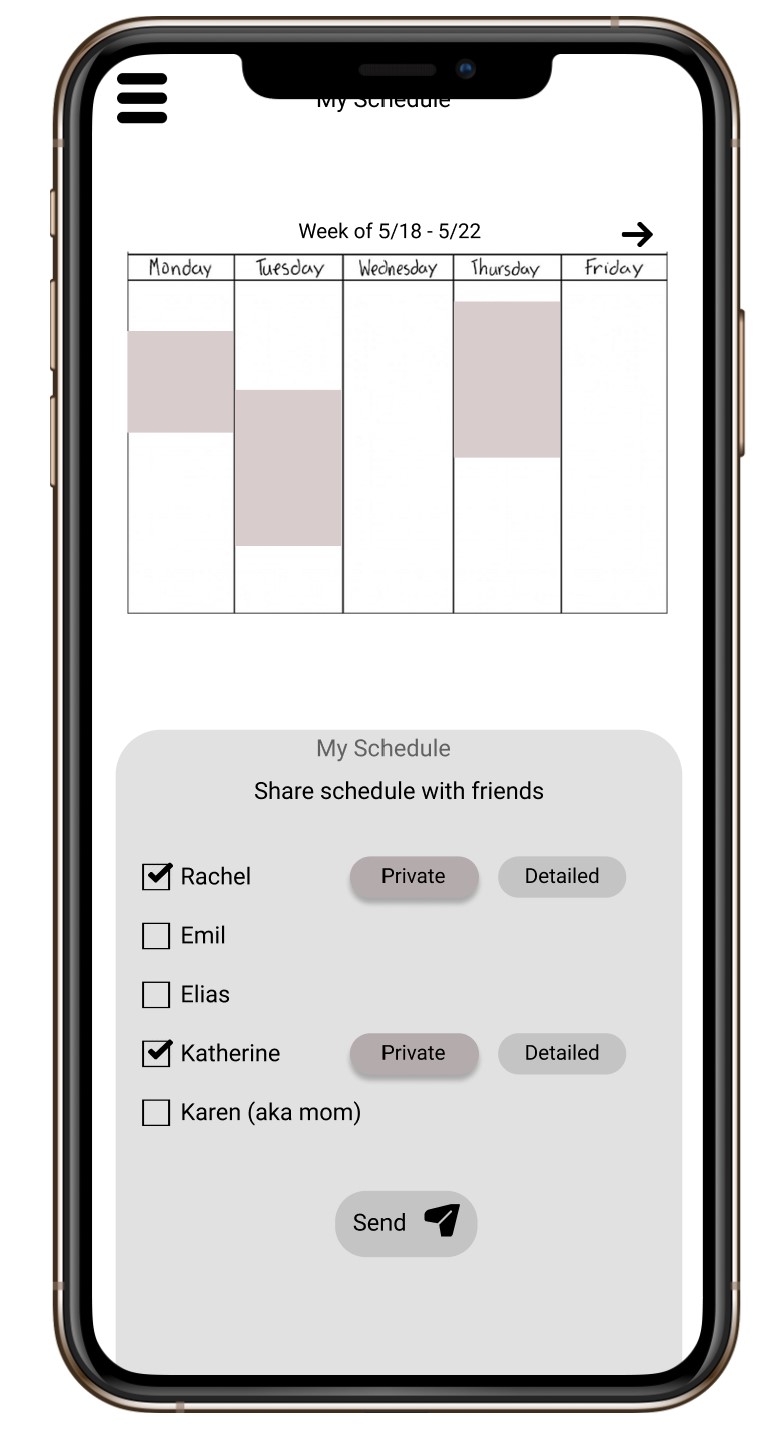 My Schedule
Week of 5/18 - 5/22
Monday Tuesday Wednesday Thursday Friday
My Schedule
Share schedule with friends
Rachel Private Detailed
Emil
Elias
Katherine Private Detailed
Karen (aka mom)
Send